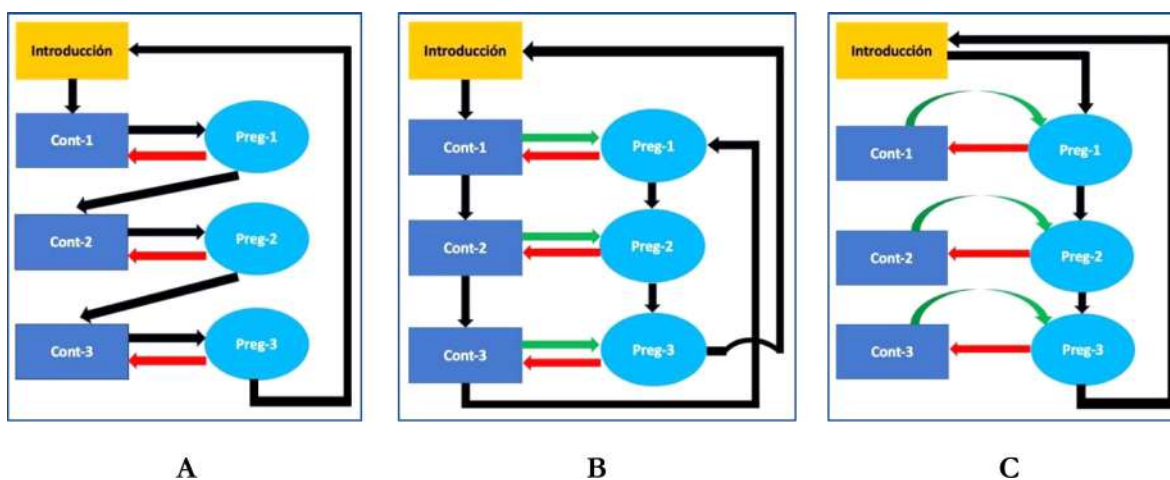 Introducción
Cont-1
Preg-1
Cont-2
Preg-2
Cont-3
Preg-3
A
Introducción
Cont-1
Preg-1
Cont-2
Preg-2
Cont-3
Preg-3
B
Introducción
Cont-1
Preg-1
Cont-2
Preg-2
Cont-3
Preg-3
C